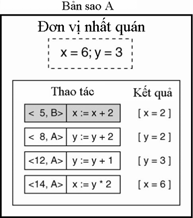 Bản sao A
Đơn vị nhất quán
x = 6; y = 3
Thao tác Kết quả
< 5, B> x := x + 2 [ x = 2 ]
< 8, A> y := y + 2 [ y = 2 ]
<12, A> y := y + 1 [ y = 3 ]
<14, A> x := y * 2 [ x = 6 ]